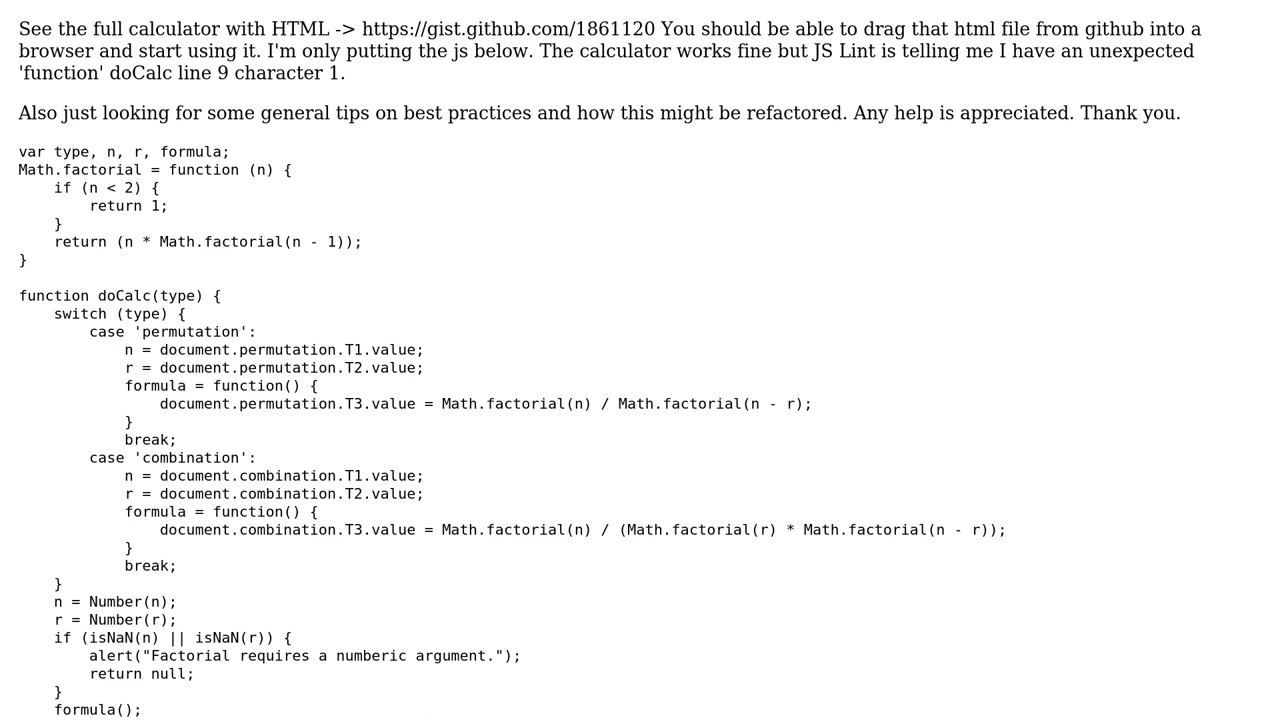 See the full calculator with HTML -> https://gist.github.com/1861120 You should be able to drag that html file from github into a
browser and start using it. I'm only putting the js below. The calculator works fine but JS Lint is telling me I have an unexpected
'function' doCalc line 9 character 1.

Also just looking for some general tips on best practices and how this might be refactored. Any help is appreciated. Thank you.

var type, n, r, formula;
Math.factorial = function (n) {
    if (n < 2) {
        return 1;
    }
    return (n * Math.factorial(n - 1));
}

function doCalc(type) {
    switch (type) {
        case 'permutation':
            n = document.permutation.T1.value;
            r = document.permutation.T2.value;
            formula = function() {
                document.permutation.T3.value = Math.factorial(n) / Math.factorial(n - r);
            }
            break;
        case 'combination':
            n = document.combination.T1.value;
            r = document.combination.T2.value;
            formula = function() {
                document.combination.T3.value = Math.factorial(n) / (Math.factorial(r) * Math.factorial(n - r));
            }
            break;
    }
    n = Number(n);
    r = Number(r);
    if (isNaN(n) || isNaN(r)) {
        alert("Factorial requires a numberic argument.");
        return null;
    }
    formula();